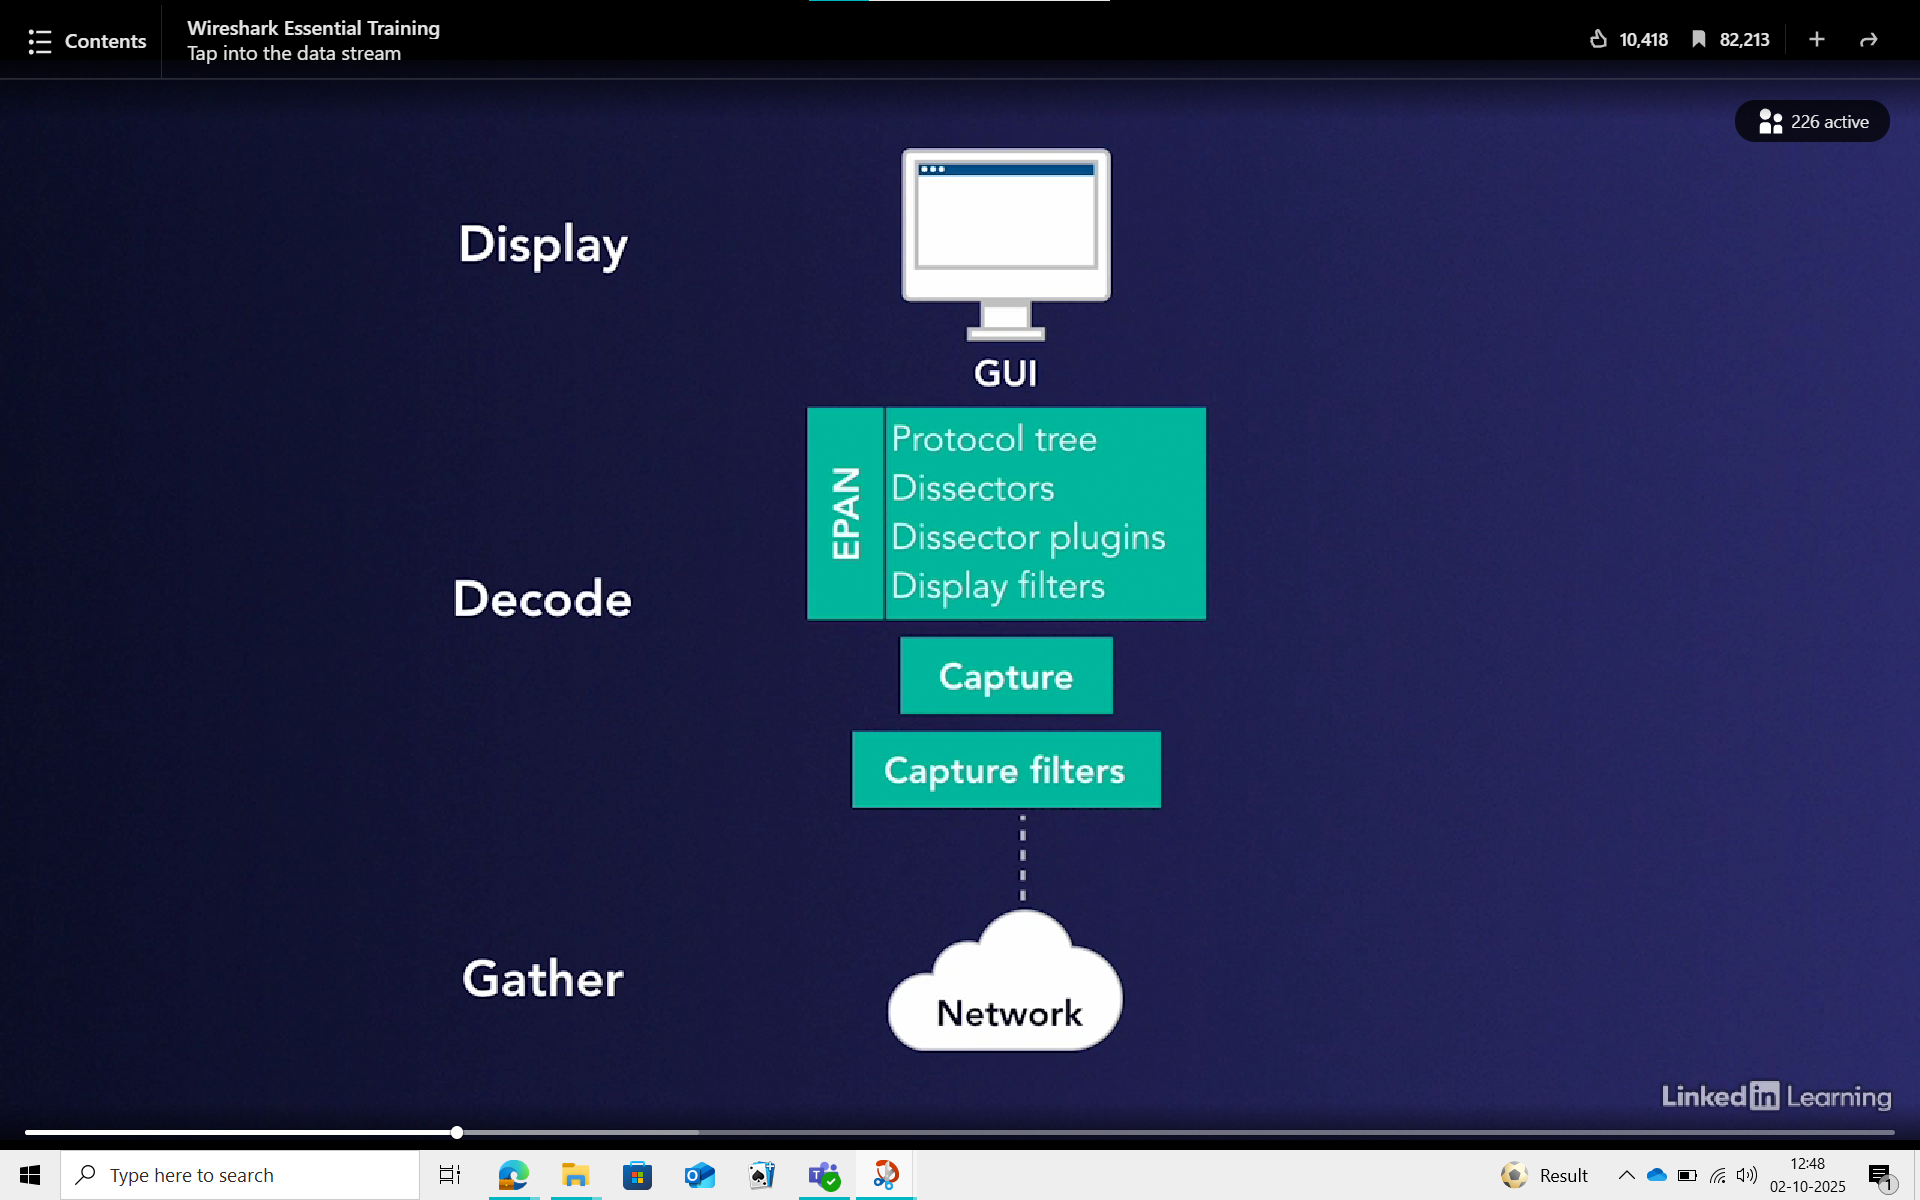 Contents
Wireshark Essential Training
Tap into the data stream
10,418
82,213
226 active
Display
GUI
EPAN
Protocol tree
Dissectors
Dissector plugins
Display filters
Decode
Capture
Capture filters
Gather
Network
Linked in Learning
Type here to search
Result
12:48
02-10-2025
1